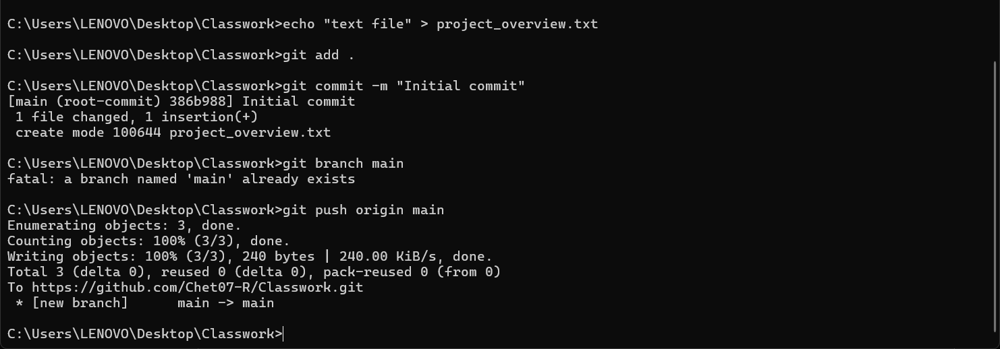 C:\Users\LENOVO\Desktop\Classwork>echo "text file" > project_overview.txt
C:\Users\LENOVO\Desktop\Classwork>git add .
C:\Users\LENOVO\Desktop\Classwork>git commit -m "Initial commit"
[main (root-commit) 386b988] Initial commit
 1 file changed, 1 insertion(+)
 create mode 100644 project_overview.txt
C:\Users\LENOVO\Desktop\Classwork>git branch main
fatal: a branch named 'main' already exists
C:\Users\LENOVO\Desktop\Classwork>git push origin main
Enumerating objects: 3, done.
Counting objects: 100% (3/3), done.
Writing objects: 100% (3/3), 240 bytes | 240.00 KiB/s, done.
Total 3 (delta 0), reused 0 (delta 0), pack-reused 0 (from 0)
To https://github.com/Chet07-R/Classwork.git
 * [new branch]      main -> main
C:\Users\LENOVO\Desktop\Classwork>